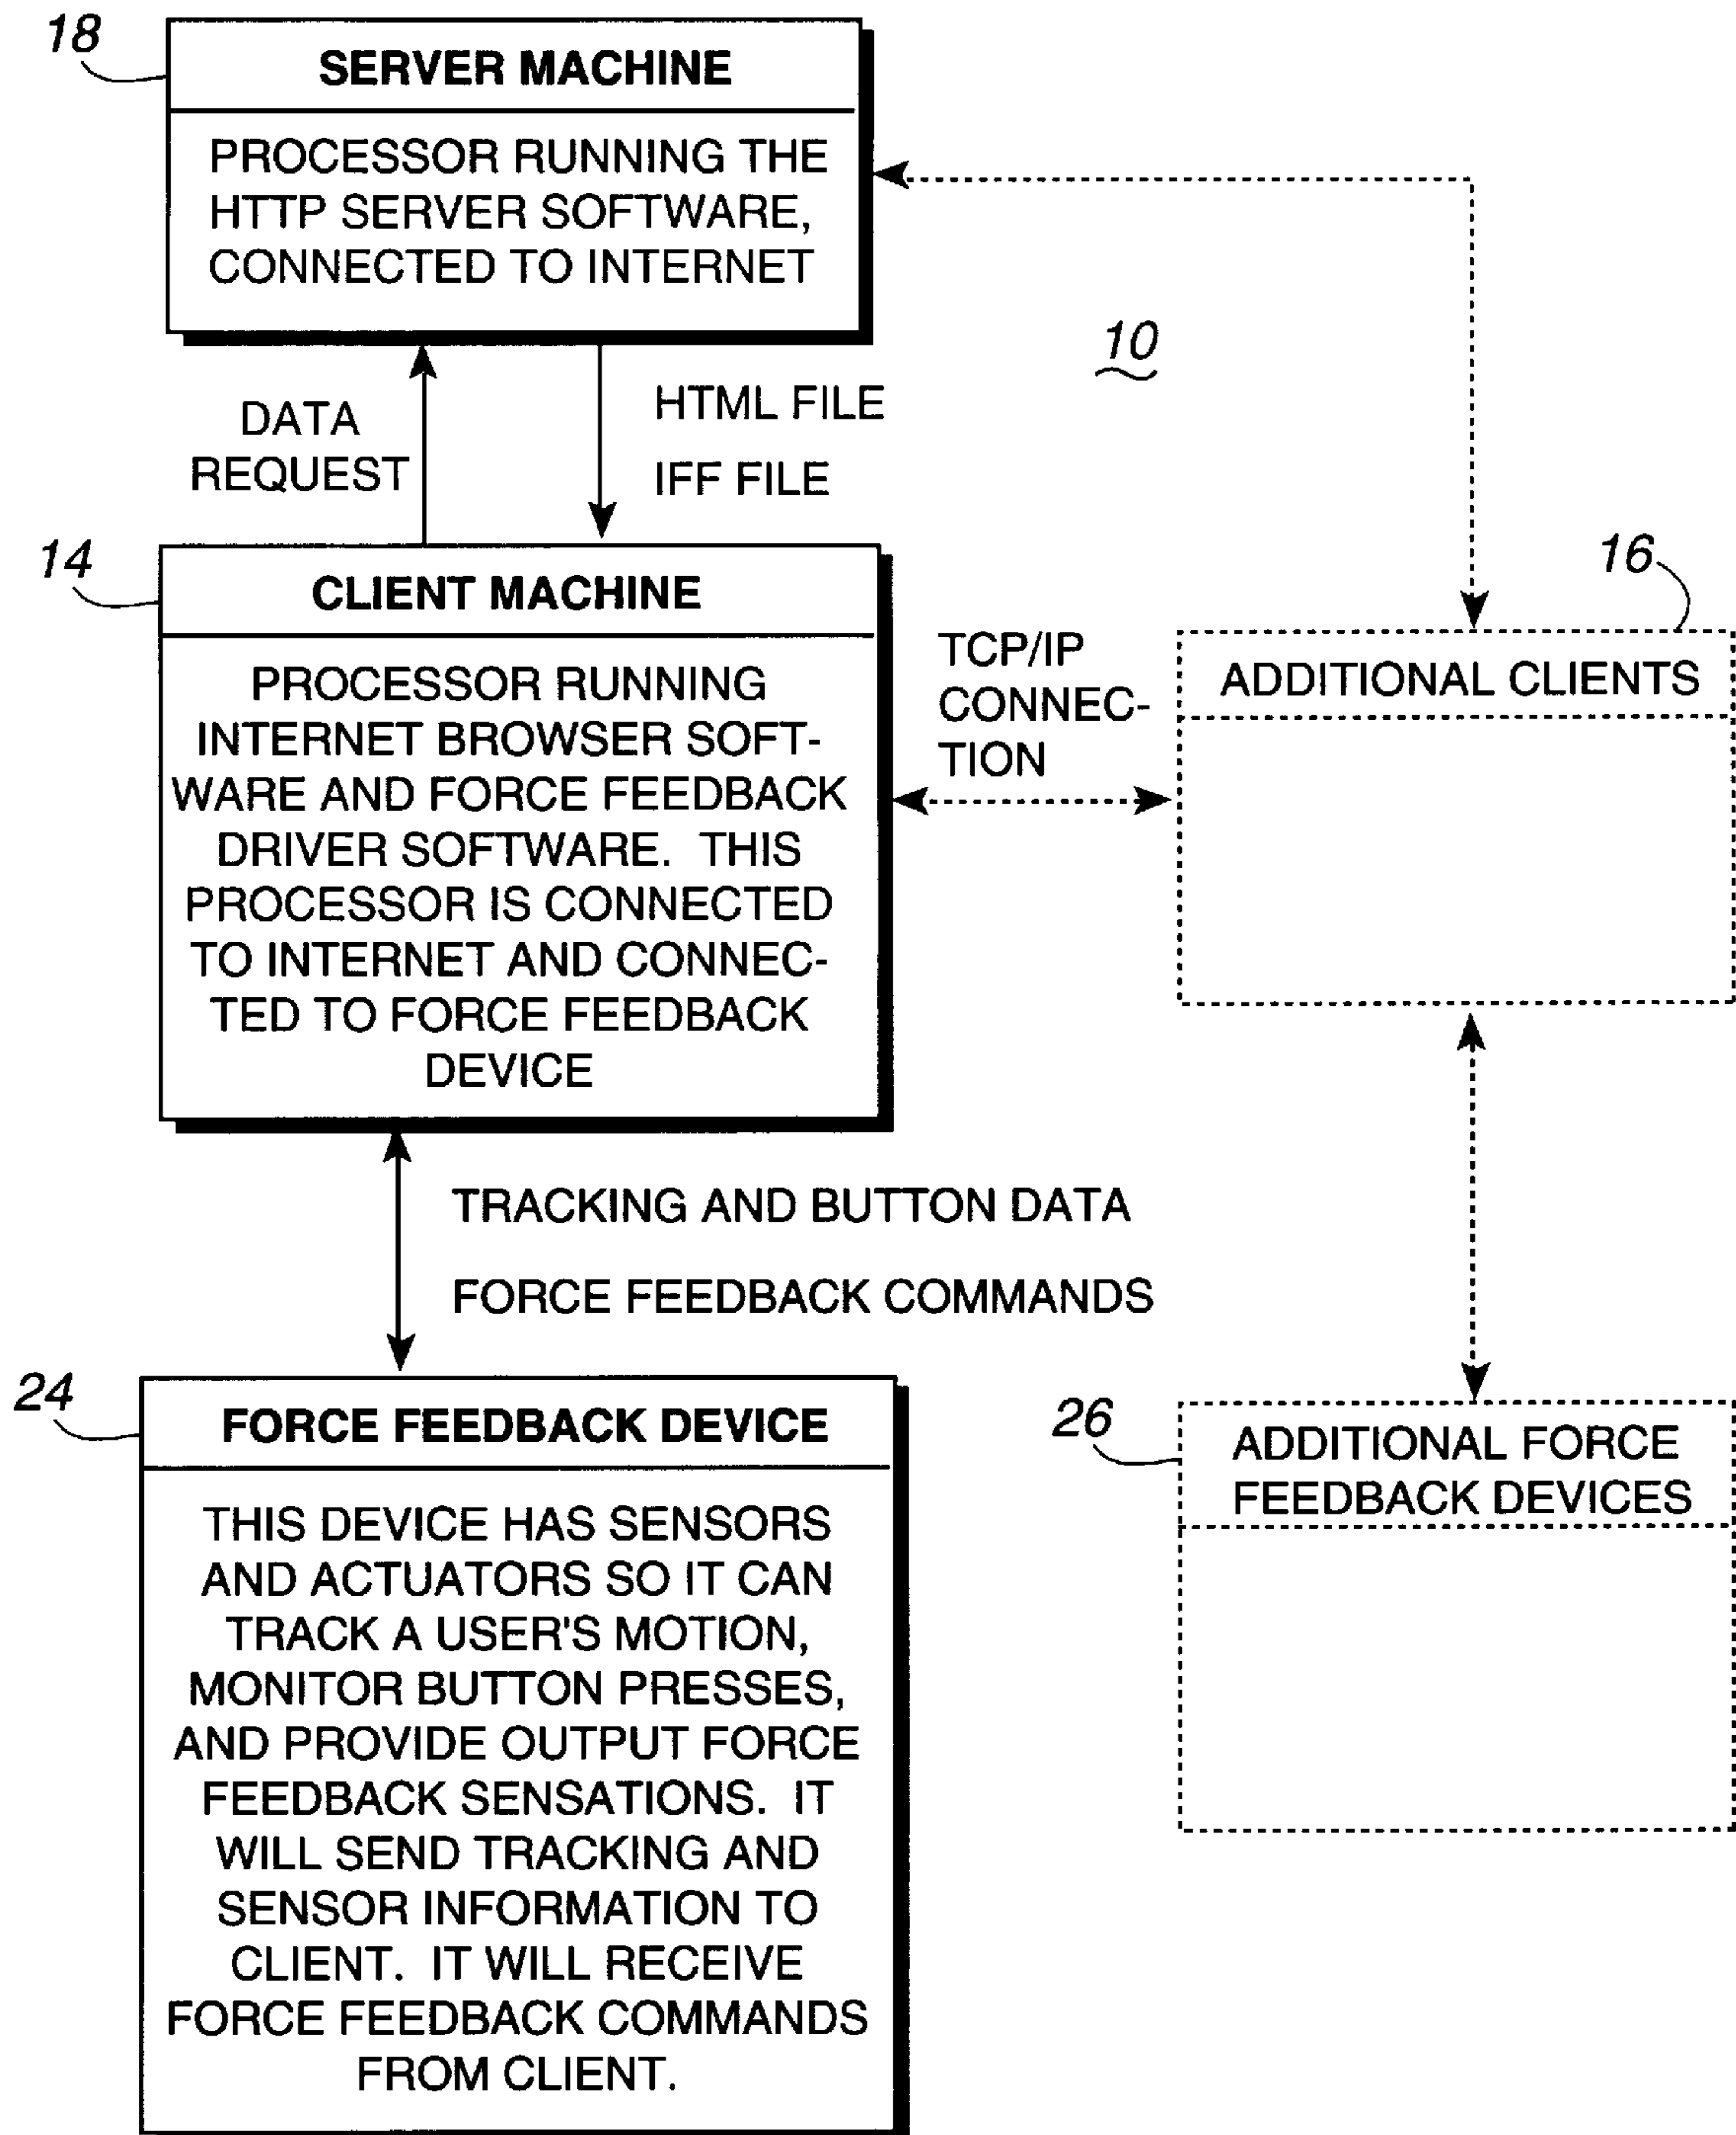 18
SERVER MACHINE
PROCESSOR RUNNING THE
HTTP SERVER SOFTWARE,
CONNECTED TO INTERNET
10
DATA
REQUEST
HTML FILE
IFF FILE
14
CLIENT MACHINE
PROCESSOR RUNNING
INTERNET BROWSER SOFT-
WARE AND FORCE FEEDBACK
DRIVER SOFTWARE. THIS
PROCESSOR IS CONNECTED
TO INTERNET AND CONNEC-
TED TO FORCE FEEDBACK
DEVICE
TCP/IP
CONNEC-
TION
16
ADDITIONAL CLIENTS
TRACKING AND BUTTON DATA
FORCE FEEDBACK COMMANDS
24
FORCE FEEDBACK DEVICE
THIS DEVICE HAS SENSORS
AND ACTUATORS SO IT CAN
TRACK A USER'S MOTION,
MONITOR BUTTON PRESSES,
AND PROVIDE OUTPUT FORCE
FEEDBACK SENSATIONS. IT
WILL SEND TRACKING AND
SENSOR INFORMATION TO
CLIENT. IT WILL RECEIVE
FORCE FEEDBACK COMMANDS
FROM CLIENT.
26
ADDITIONAL FORCE
FEEDBACK DEVICES